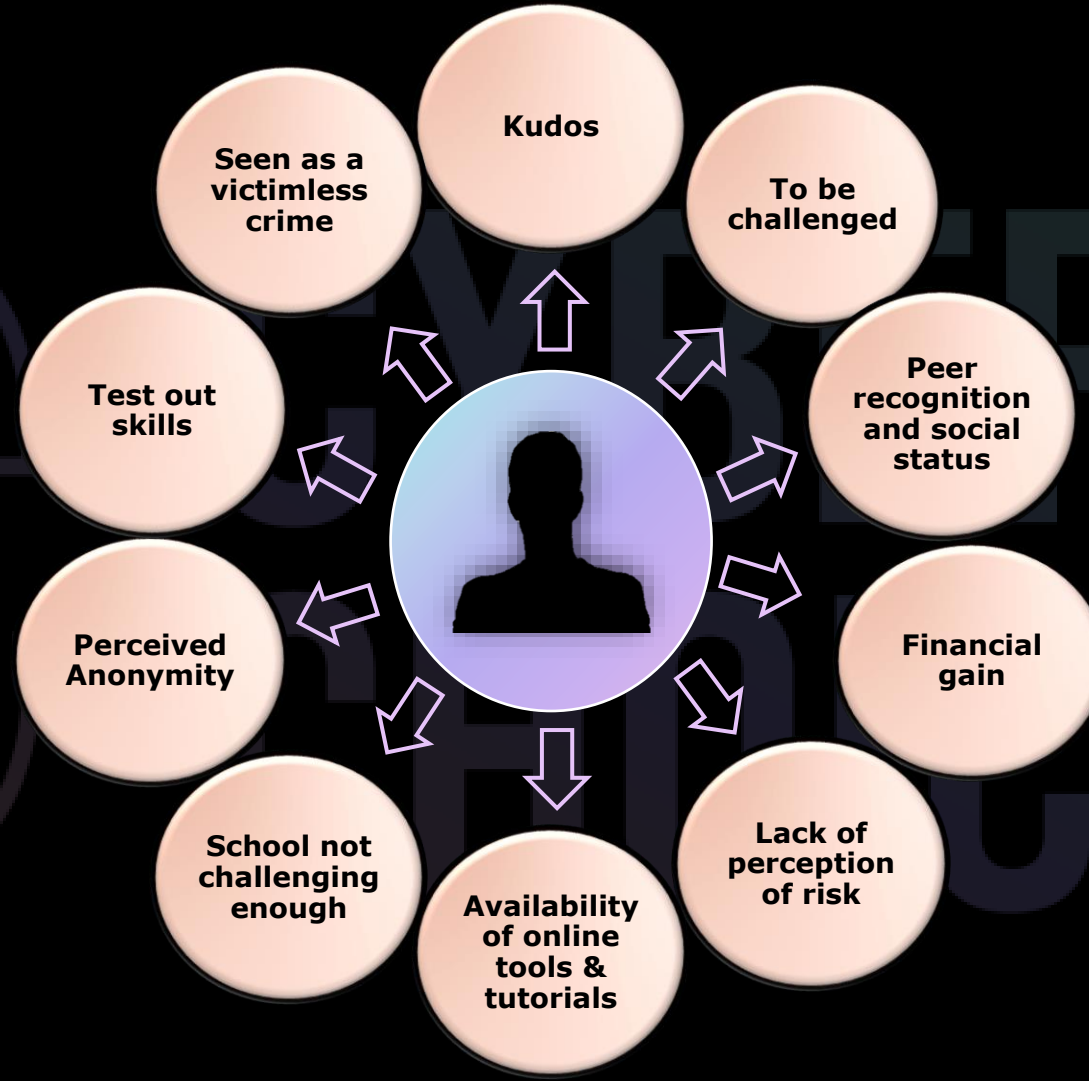 Kudos
To be
challenged
Peer
recognition
and social
status
Financial
gain
Lack of
perception
of risk
Availability
of online
tools &
tutorials
School not
challenging
enough
Perceived
Anonymity
Test out
skills
Seen as a
victimless
crime